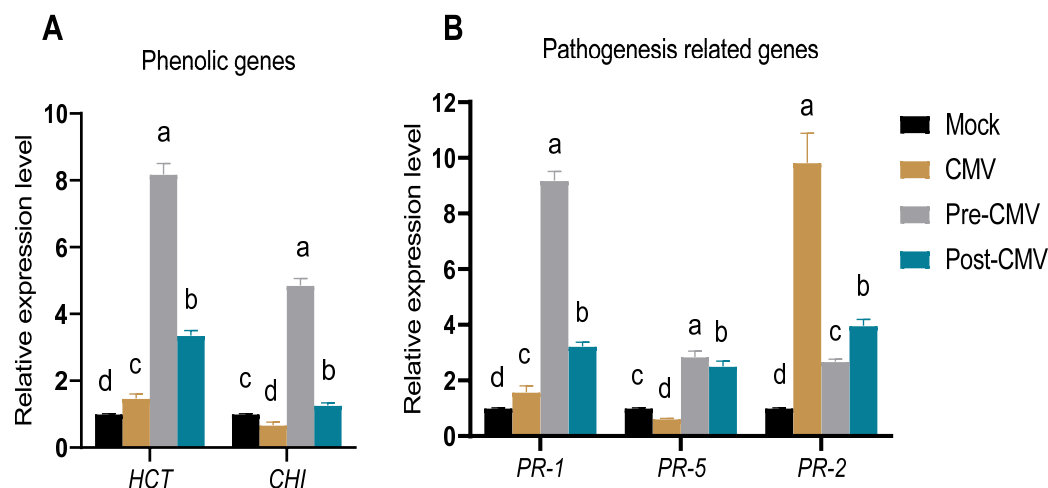 A
Phenolic genes
Relative expression level
10
8
6
4
2
0
d
c
a
b
c
d
a
b
HCT
CHI
B
Pathogenesis related genes
Relative expression level
12
10
8
6
4
2
0
d
c
a
b
c
d
a
b
d
a
c
b
PR-1
PR-5
PR-2
Mock
CMV
Pre-CMV
Post-CMV